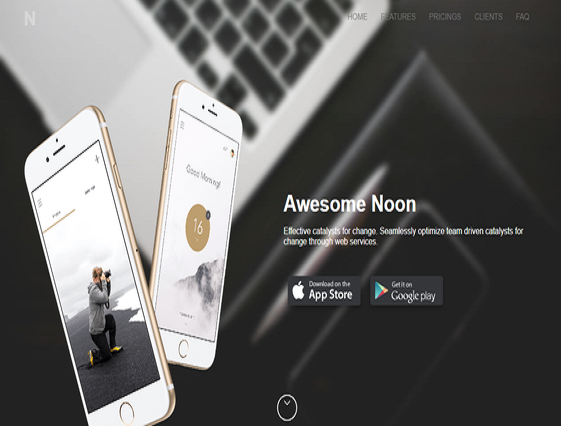 N
HOME FEATURES PRICINGS CLIENTS FAQ
Good Morning!
16
Awesome Noon
Effective catalysts for change. Seamlessly optimize team driven catalysts for
change through web services.
Download on the
App Store
Get it on
Google play